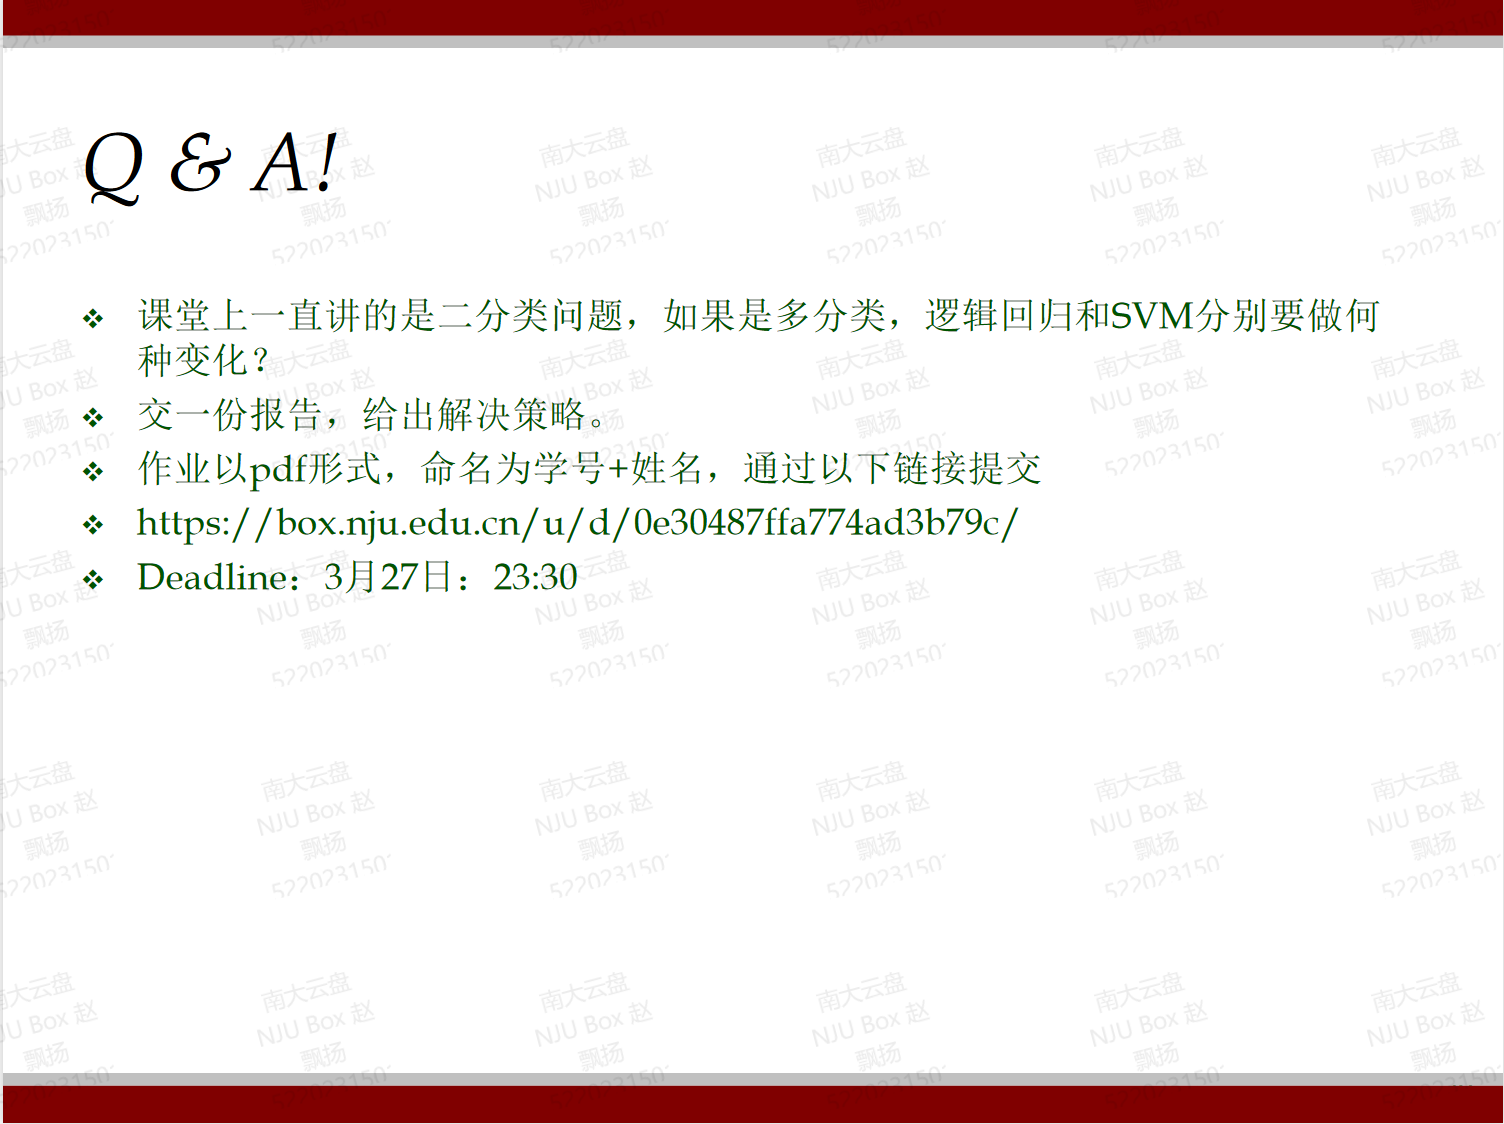 Q & A!
课堂上一直讲的是二分类问题，如果是多分类，逻辑回归和SVM分别要做何
种变化？
交一份报告，给出解决策略。
作业以pdf形式，命名为学号+姓名，通过以下链接提交
https://box.nju.edu.cn/u/d/0e30487ffa774ad3b79c/
Deadline：3月27日：23:30
南大云盘
NJU Box 赵
飘扬